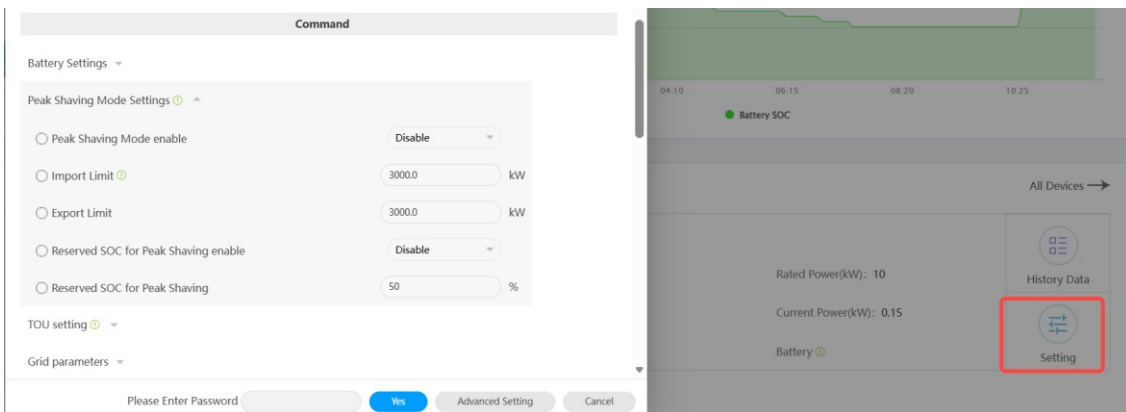 Command
Battery Settings
Peak Shaving Mode Settings
Peak Shaving Mode enable Disable
Import Limit 3000.0 kW
Export Limit 3000.0 kW
Reserved SOC for Peak Shaving enable Disable
Reserved SOC for Peak Shaving 50 %
TOU setting
Grid parameters
Please Enter Password Yes Advanced Setting Cancel
04:10 06:15 08:20 10:25
Battery SOC
All Devices
Rated Power(kW): 10
History Data
Current Power(kW): 0.15
Battery
Setting